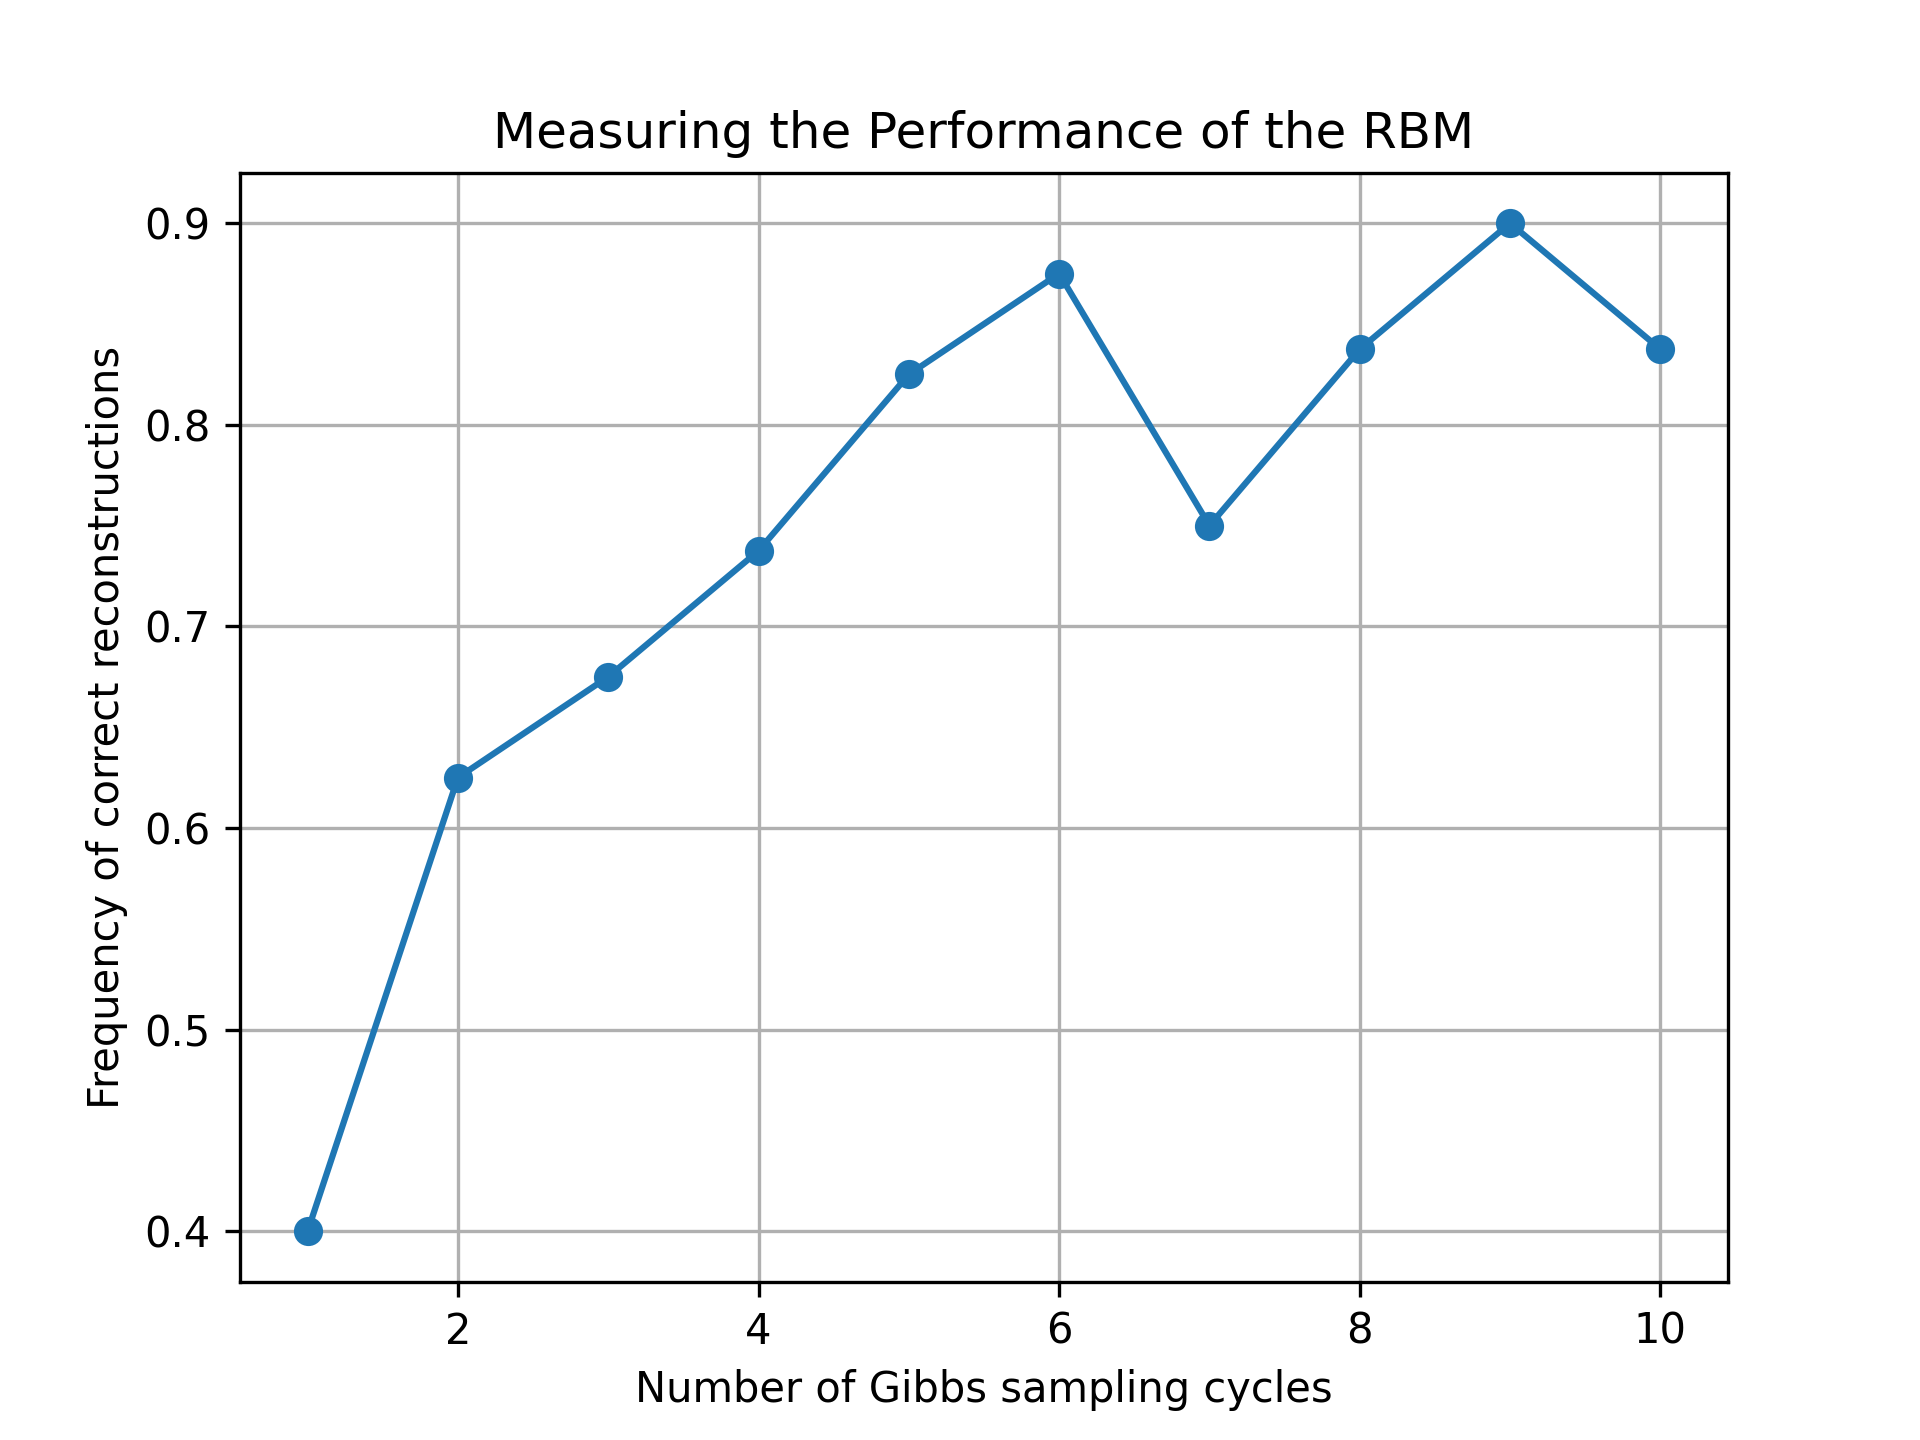 Measuring the Performance of the RBM
0.9
0.8
0.7
0.6
0.5
0.4
Frequency of correct reconstructions
2 4 6 8 10
Number of Gibbs sampling cycles